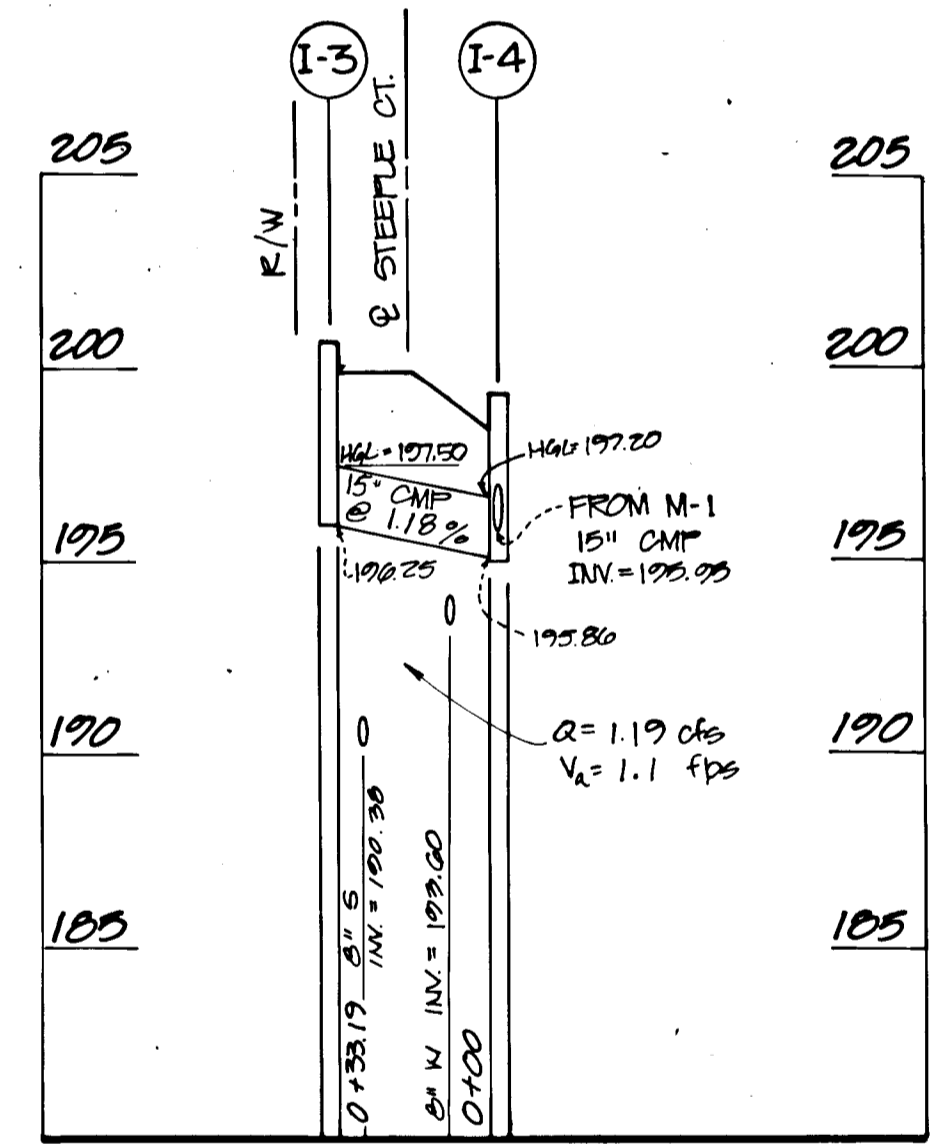 I-3
I-4
R/W
℄ STEEPLE CT.
205
205
200
200
195
195
190
190
185
185
HGL = 197.50
15" CMP
@ 1.18 %
196.25
HGL = 197.20
FROM M-1
15" CMP
INV. = 195.95
195.86
Q = 1.19 cfs
Va = 1.1 fps
0+33.19 8" S
INV. = 190.38
8" W INV. = 193.60
0+00